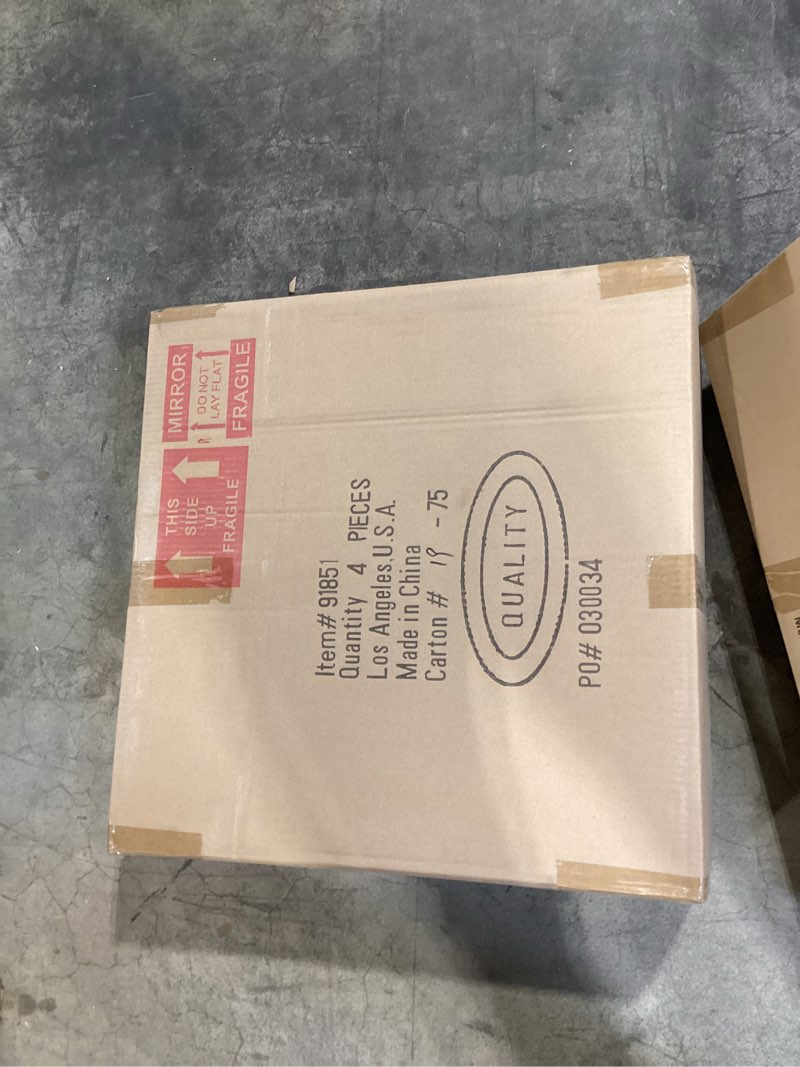 THIS
SIDE
UP
FRAGILE
MIRROR
DO NOT
LAY FLAT
FRAGILE
Item# 91851
Quantity 4 PIECES
Los Angeles,U.S.A.
Made in China
Carton # 19 - 75
QUALITY
PO# 030034